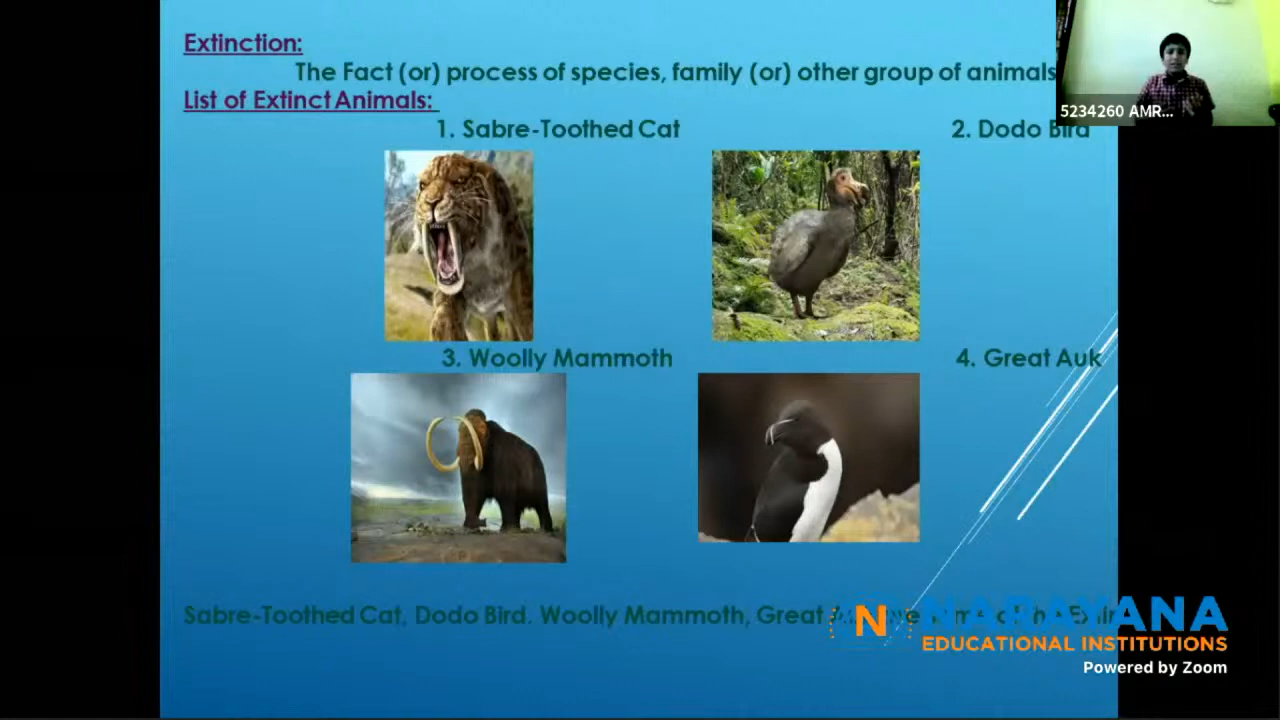 Extinction:
The Fact (or) process of species, family (or) other group of animals
5234260 AMR...
List of Extinct Animals:
1. Sabre-Toothed Cat 2. Dodo Bird
3. Woolly Mammoth 4. Great Auk
Sabre-Toothed Cat, Dodo Bird. Woolly Mammoth, Great
N NARAYANA
EDUCATIONAL INSTITUTIONS
Powered by Zoom